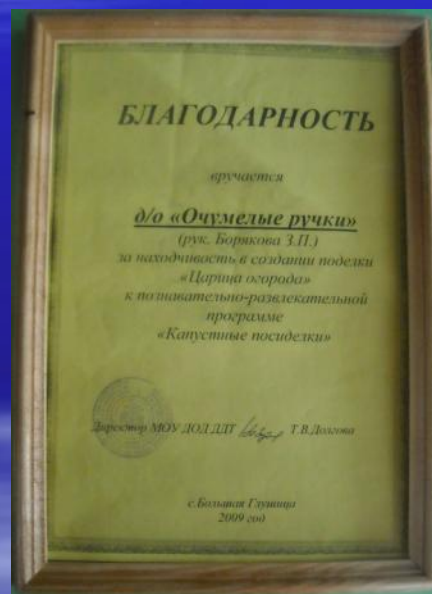 БЛАГОДАРНОСТЬ
вручается
д/о «Очумелые ручки»
(рук. Борякова З.П.)
за находчивость в создании поделки
«Царица огорода»
к познавательно-развлекательной
программе
«Капустные посиделки»
Директор МОУ ДОД ДДТ Т.В.Долгова
с.Большая Глушица
2009 год